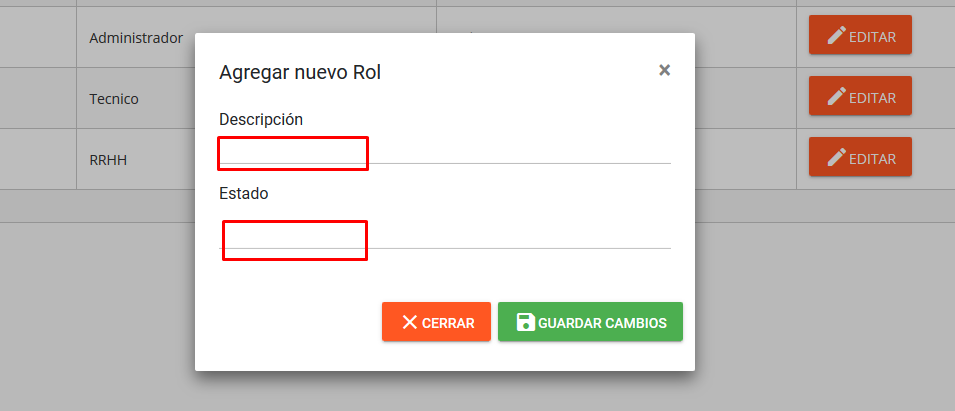 Administrador
EDITAR
Agregar nuevo Rol
×
Descripción
Tecnico
EDITAR
RRHH
EDITAR
Estado
CERRAR
GUARDAR CAMBIOS